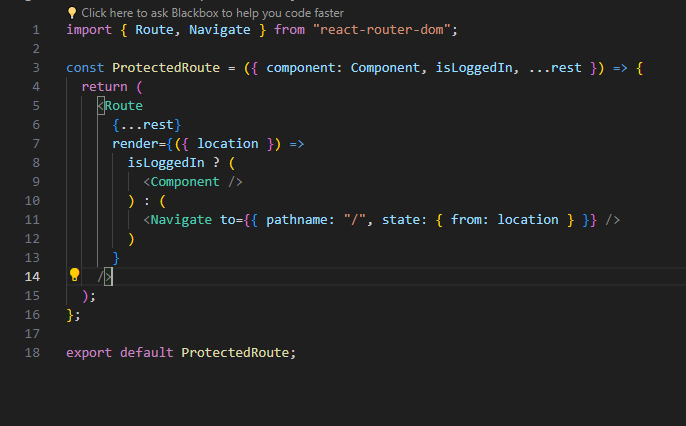 Click here to ask Blackbox to help you code faster
1 import { Route, Navigate } from "react-router-dom";
2
3 const ProtectedRoute = ({ component: Component, isLoggedIn, ...rest }) => {
4   return (
5     <Route
6       {...rest}
7       render={({ location }) =>
8         isLoggedIn ? (
9           <Component />
10         ) : (
11           <Navigate to={{ pathname: "/", state: { from: location } }} />
12         )
13       }
14     />
15   );
16 };
17
18 export default ProtectedRoute;